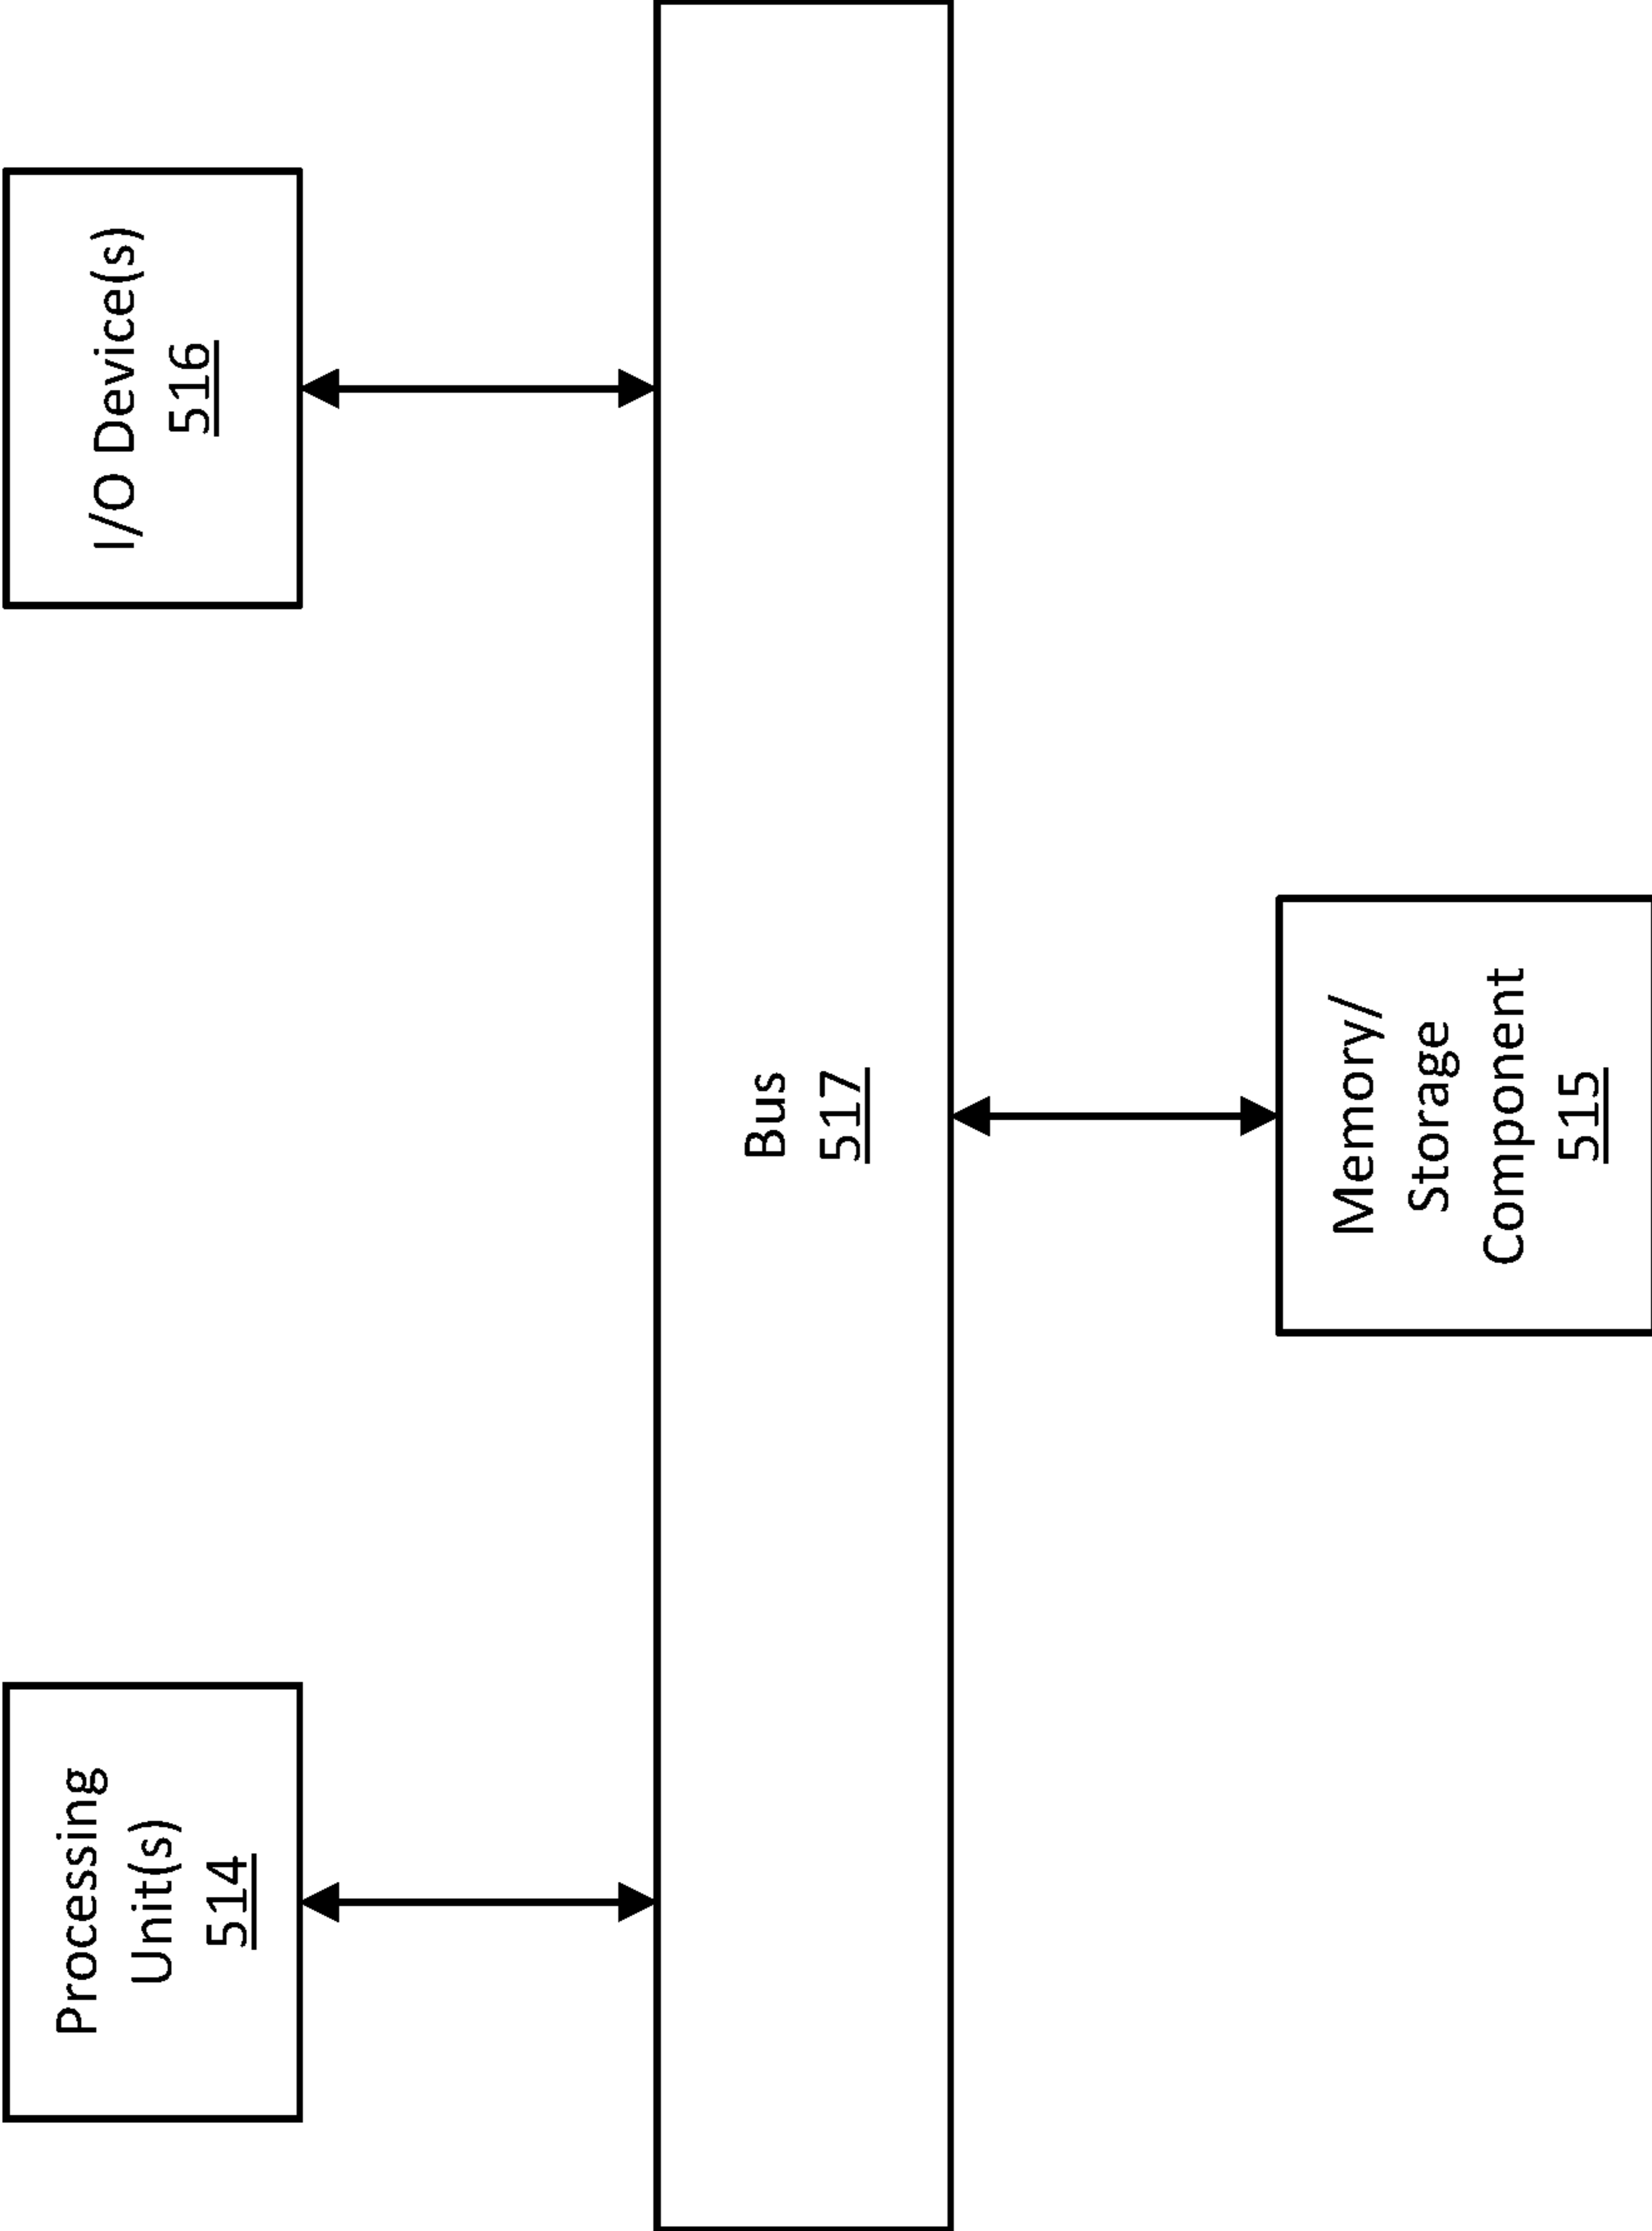 Processing
Unit(s)
514
I/O Device(s)
516
Bus
517
Memory/
Storage
Component
515